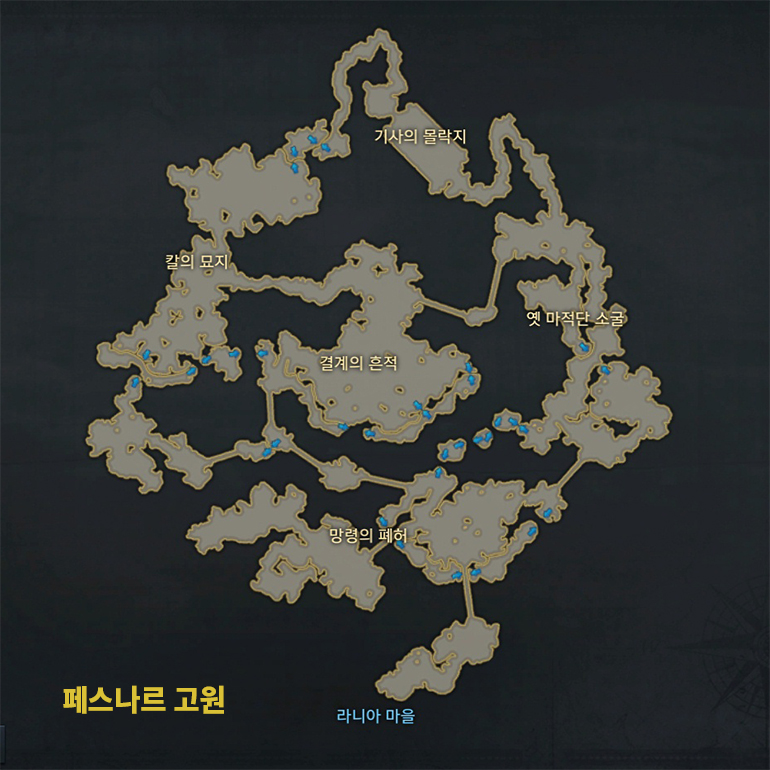 기사의 몰락지
칼의 묘지
옛 마적단 소굴
결계의 흔적
망령의 폐허
페스나르 고원
라니아 마을